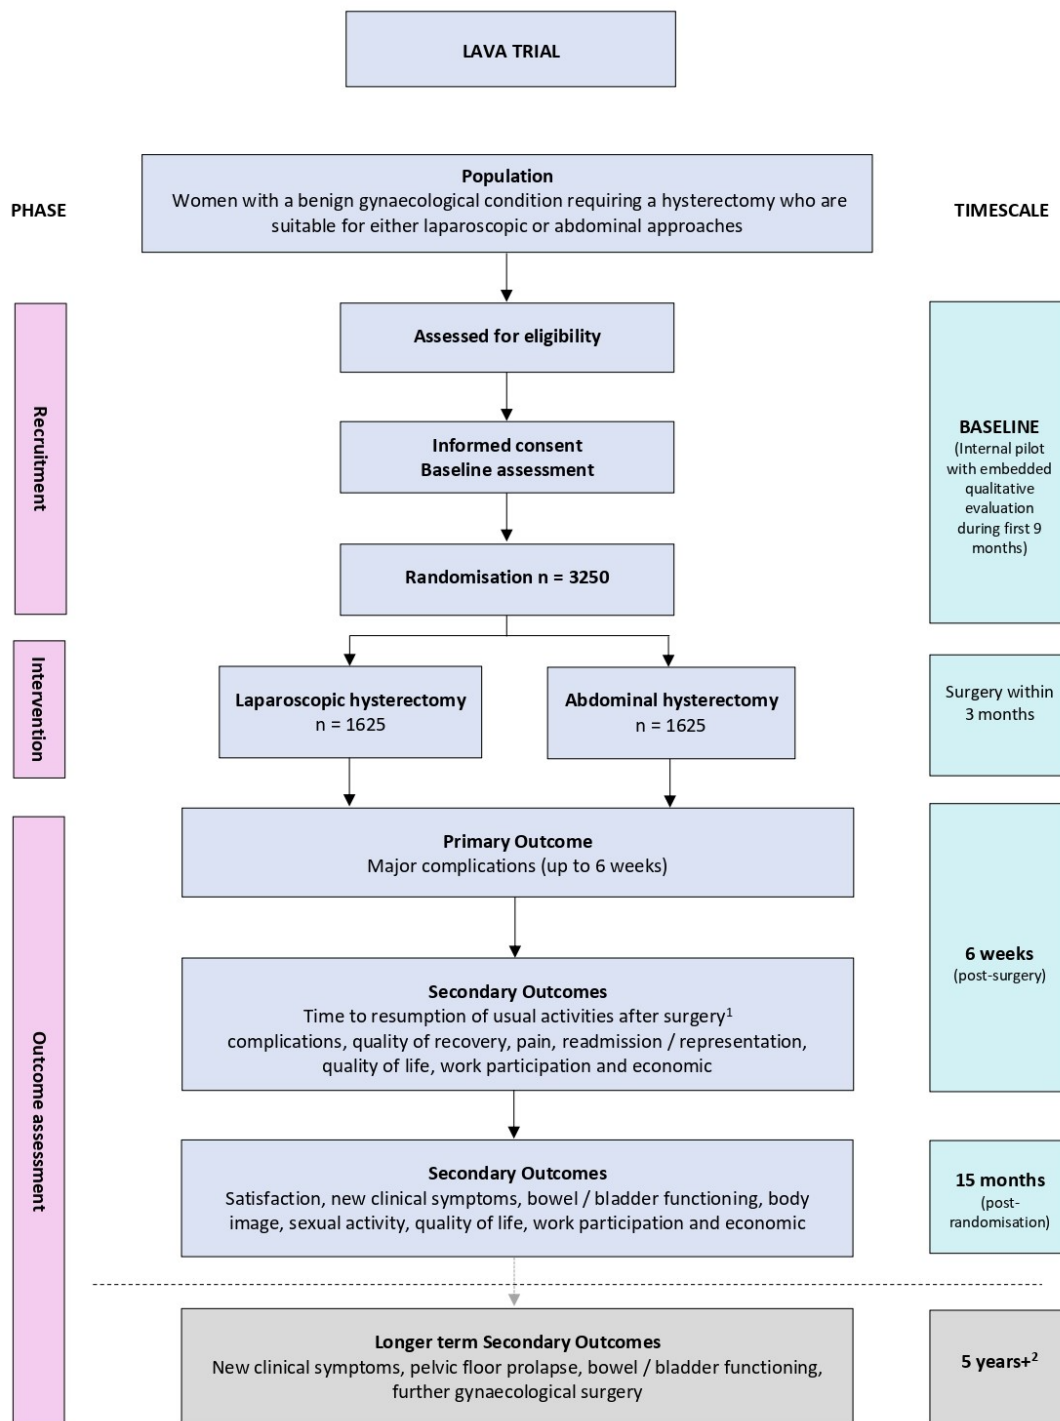 LAVA TRIAL
Population
Women with a benign gynaecological condition requiring a hysterectomy who are
suitable for either laparoscopic or abdominal approaches
PHASE
TIMESCALE
Recruitment
Assessed for eligibility
Informed consent
Baseline assessment
Randomisation n = 3250
BASELINE
(Internal pilot
with embedded
qualitative
evaluation
during first 9
months)
Intervention
Laparoscopic hysterectomy
n = 1625
Abdominal hysterectomy
n = 1625
Surgery within
3 months
Outcome assessment
Primary Outcome
Major complications (up to 6 weeks)
Secondary Outcomes
Time to resumption of usual activities after surgery¹
complications, quality of recovery, pain, readmission / representation,
quality of life, work participation and economic
6 weeks
(post-surgery)
Secondary Outcomes
Satisfaction, new clinical symptoms, bowel / bladder functioning, body
image, sexual activity, quality of life, work participation and economic
15 months
(post-
randomisation)
Longer term Secondary Outcomes
New clinical symptoms, pelvic floor prolapse, bowel / bladder functioning,
further gynaecological surgery
5 years+²